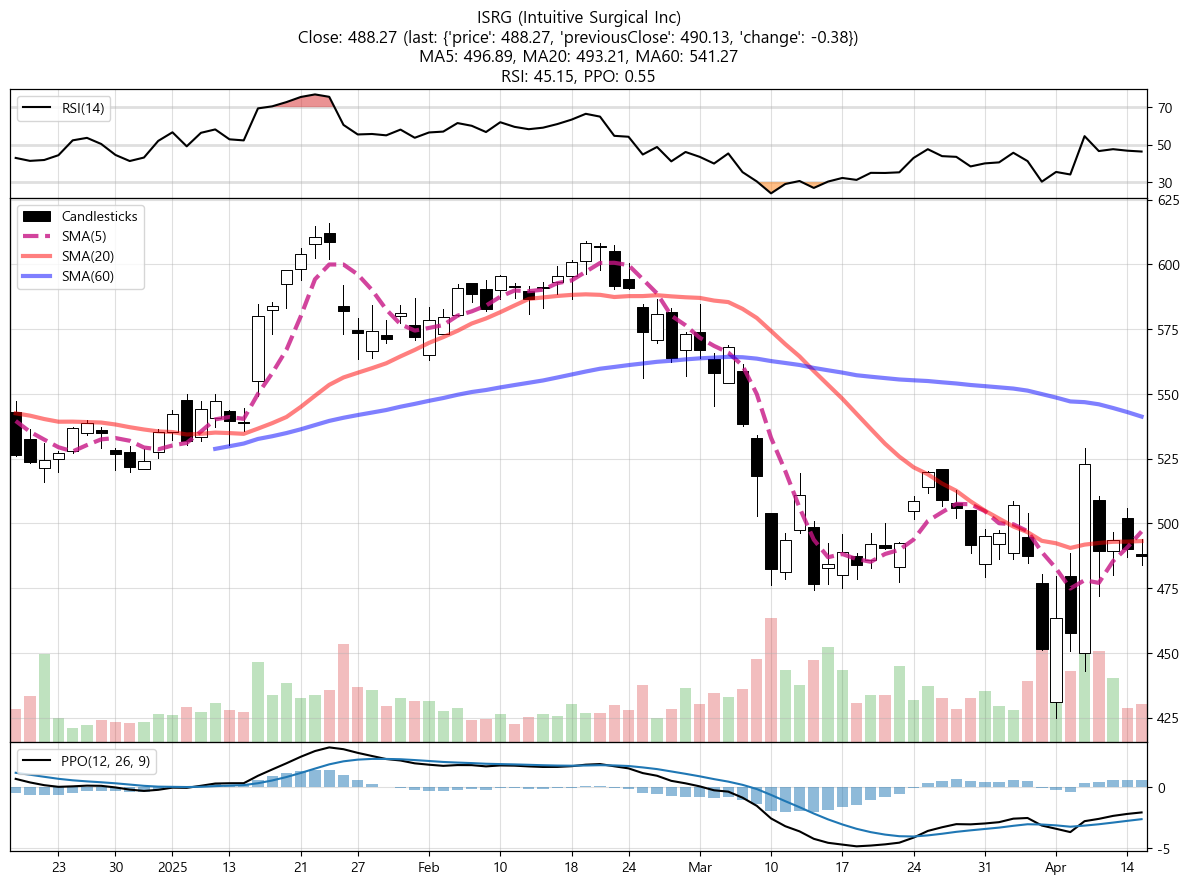 ISRG (Intuitive Surgical Inc)
Close: 488.27 (last: {'price': 488.27, 'previousClose': 490.13, 'change': -0.38})
MA5: 496.89, MA20: 493.21, MA60: 541.27
RSI: 45.15, PPO: 0.55
RSI(14)
70
50
30
Candlesticks
SMA(5)
SMA(20)
SMA(60)
625
600
575
550
525
500
475
450
425
PPO(12, 26, 9)
0
-5
23 30 2025 13 21 27 Feb 10 18 24 Mar 10 17 24 31 Apr 14